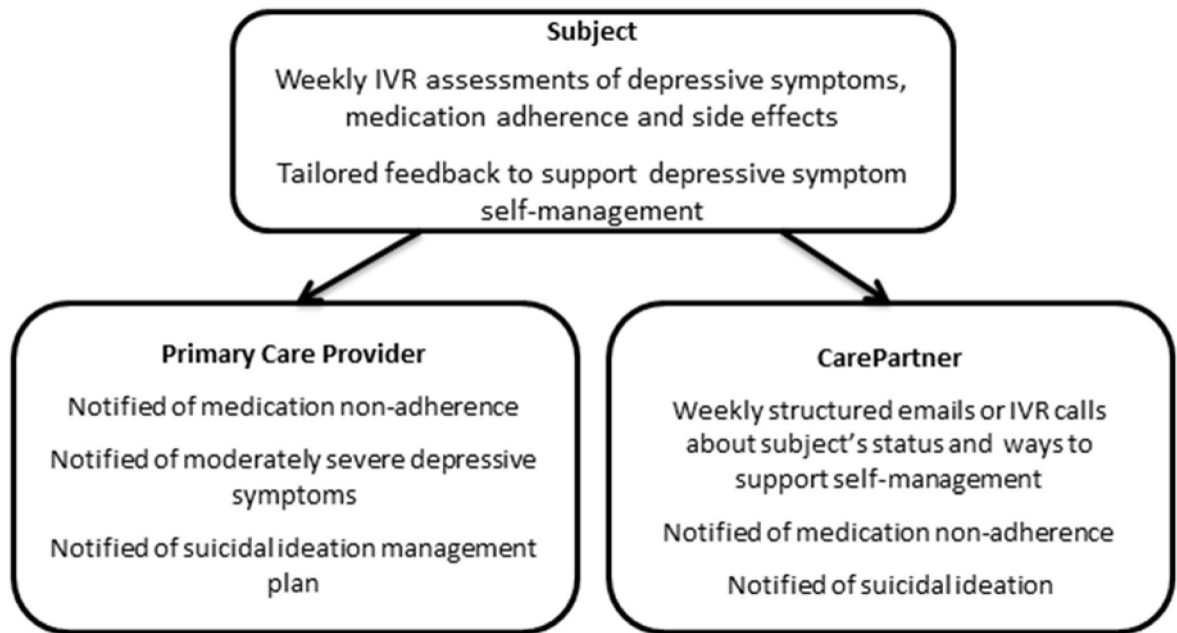 Subject
Weekly IVR assessments of depressive symptoms,
medication adherence and side effects
Tailored feedback to support depressive symptom
self-management
Primary Care Provider
Notified of medication non-adherence
Notified of moderately severe depressive
symptoms
Notified of suicidal ideation management
plan
CarePartner
Weekly structured emails or IVR calls
about subject's status and ways to
support self-management
Notified of medication non-adherence
Notified of suicidal ideation